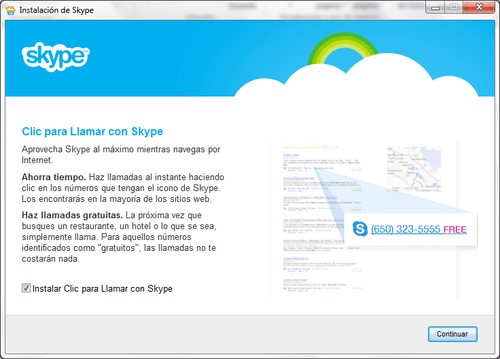 Instalación de Skype
skype
Clic para Llamar con Skype
Aprovecha Skype al máximo mientras navegas por
Internet.
Ahorra tiempo. Haz llamadas al instante haciendo
clic en los números que tengan el icono de Skype.
Los encontrarás en la mayoría de los sitios web.
Haz llamadas gratuitas. La próxima vez que
busques un restaurante, un hotel o lo que se sea,
simplemente llama. Para aquellos números
identificados como "gratuitos", las llamadas no te
costarán nada.
(650) 323-5555 FREE
Instalar Clic para Llamar con Skype
Continuar